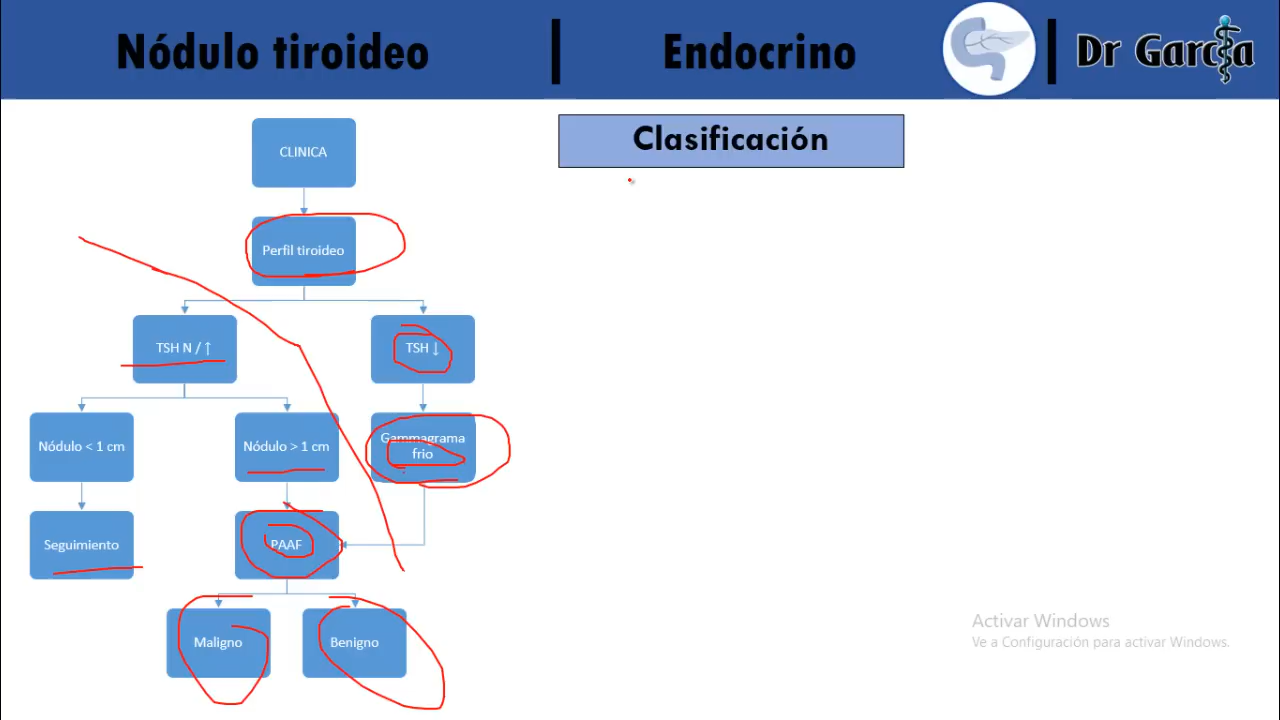 Nódulo tiroideo | Endocrino | Dr García
Clasificación
CLINICA
Perfil tiroideo
TSH N / ↑
TSH ↓
Nódulo < 1 cm
Nódulo > 1 cm
Gammagrama
frio
Seguimiento
PAAF
Maligno
Benigno
Activar Windows
Ve a Configuración para activar Windows.